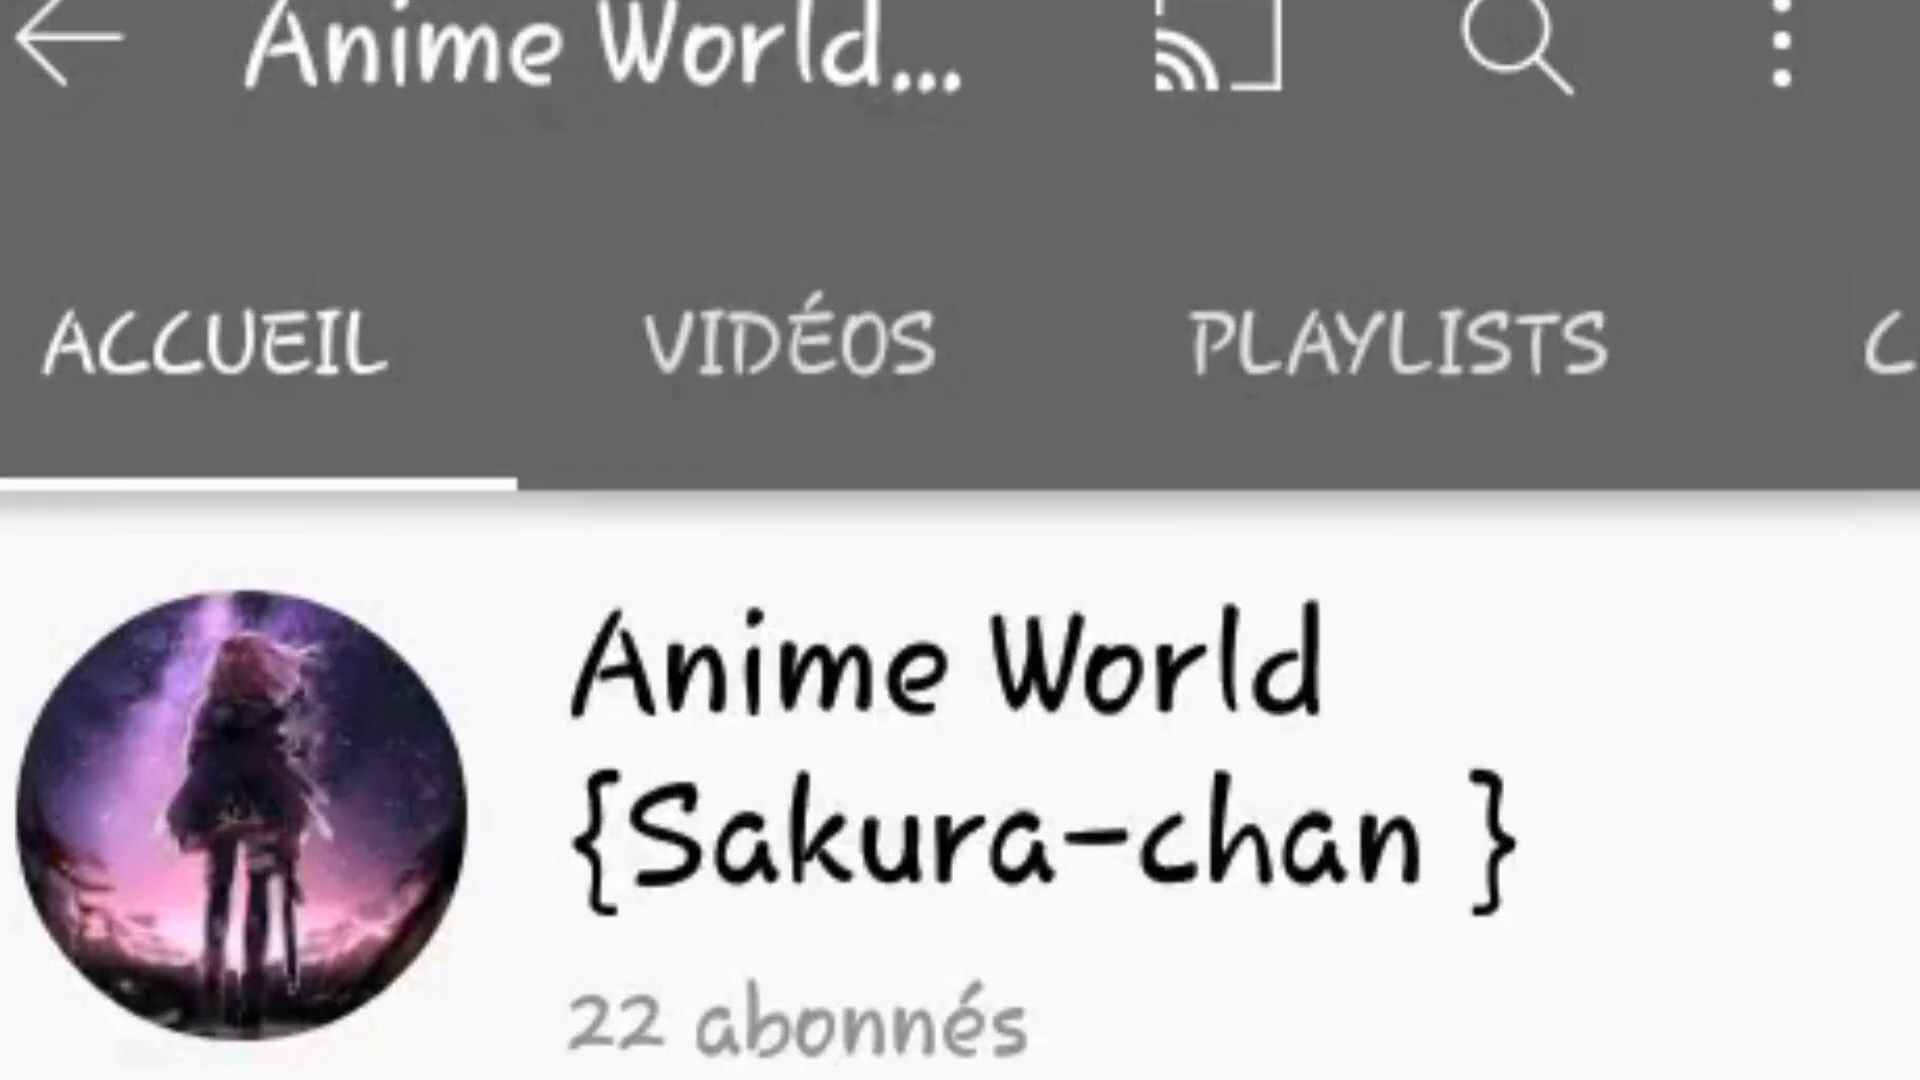 Anime World...
ACCUEIL VIDÉOS PLAYLISTS C
Anime World
{Sakura-chan }
22 abonnés